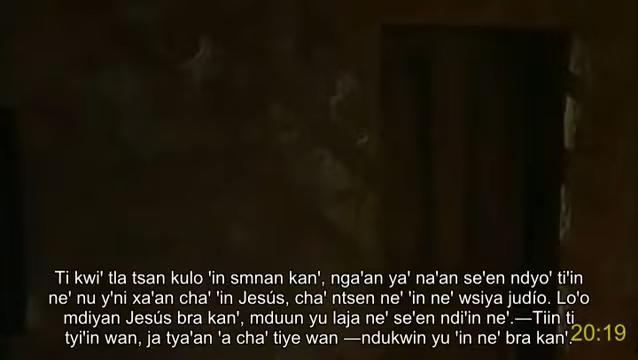 Ti kwi' tla tsan kulo 'in smnan kan', nga'an ya' na'an se'en ndyo' ti'in
ne' nu y'ni xa'an cha' 'in Jesús, cha' ntsen ne' 'in ne' wsiya judío. Lo'o
mdiyan Jesús bra kan', mduun yu laja ne' se'en ndi'in ne'.—Tiin ti
tyi'in wan, ja tya'an 'a cha' tiye wan —ndukwin yu 'in ne' bra kan'.
20:19